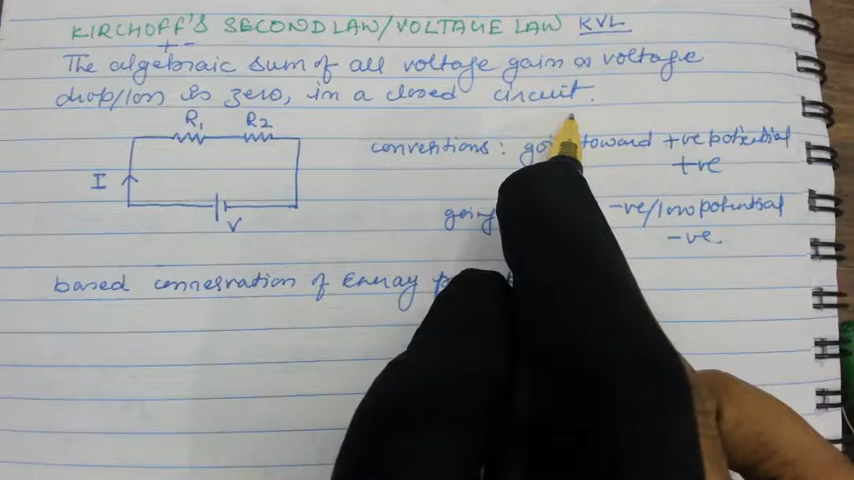 KIRCHOFF'S SECOND LAW/VOLTAGE LAW KVL
+ -
The algebraic sum of all voltage gain or voltage
drop/loss is zero, in a closed circuit.
R1 R2
conventions: toward +ve potential
+ve
I
going -ve/low potential
V
-ve
based conservation of Energy